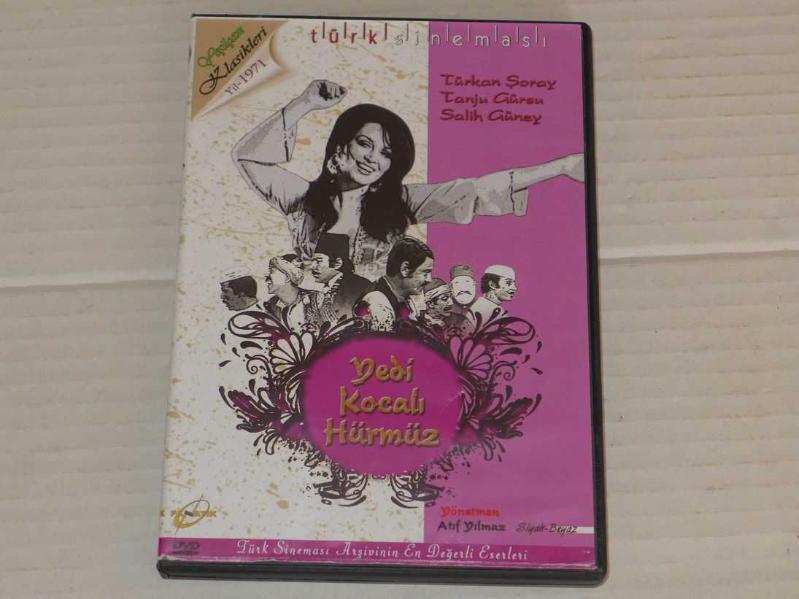 Yeşilçam
Klasikleri
Yıl-1971
türk sineması
Türkan Şoray
Tanju Gürsu
Salih Güney
Yedi
Kocalı
Hürmüz
Yönetmen
Atıf Yılmaz
Siyah-Beyaz
DVD
Türk Sineması Arşivinin En Değerli Eserleri